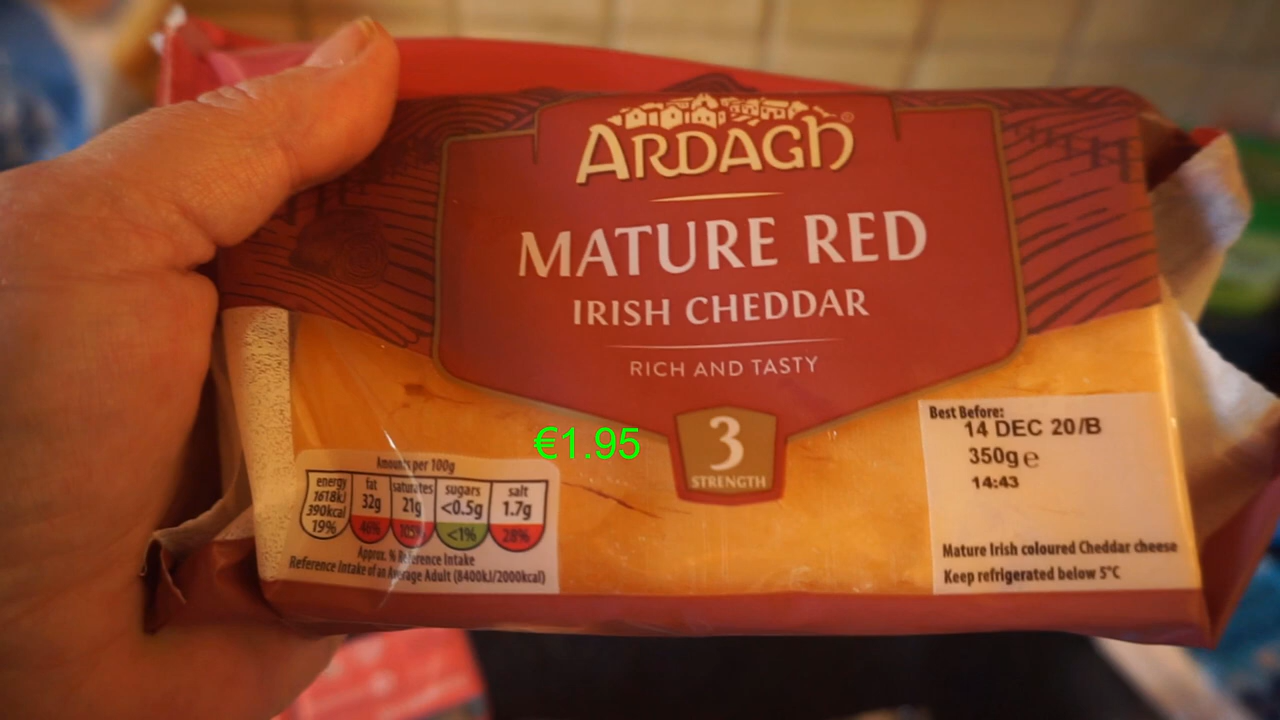 ARDAGH®
MATURE RED
IRISH CHEDDAR
RICH AND TASTY
3
STRENGTH
€1.95
Best Before:
14 DEC 20/B
350g e
14:43
Mature Irish coloured Cheddar cheese
Keep refrigerated below 5°C
Amounts per 100g
energy fat saturates sugars salt
1618kJ 32g 21g <0.5g 1.7g
390kcal
19% 46% 105% <1% 28%
Approx. % Reference Intake
Reference Intake of an Average Adult (8400kJ/2000kcal)